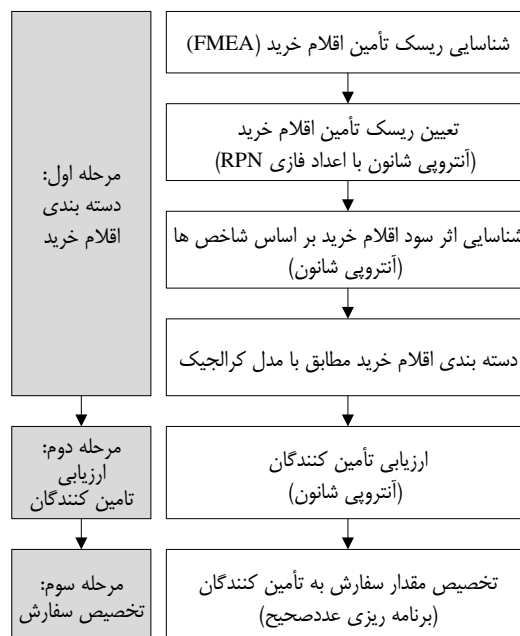 شناسایی ریسک تأمین اقلام خرید (FMEA)
تعیین ریسک تأمین اقلام خرید
(آنتروپی شانون با اعداد فازی RPN)
شناسایی اثر سود اقلام خرید بر اساس شاخص ها
(آنتروپی شانون)
دسته بندی اقلام خرید مطابق با مدل کرالجیک
مرحله اول:
دسته بندی
اقلام خرید
ارزیابی تأمین کنندگان
(آنتروپی شانون)
مرحله دوم:
ارزیابی
تامین کنندگان
تخصیص مقدار سفارش به تأمین کنندگان
(برنامه ریزی عددصحیح)
مرحله سوم:
تخصیص سفارش